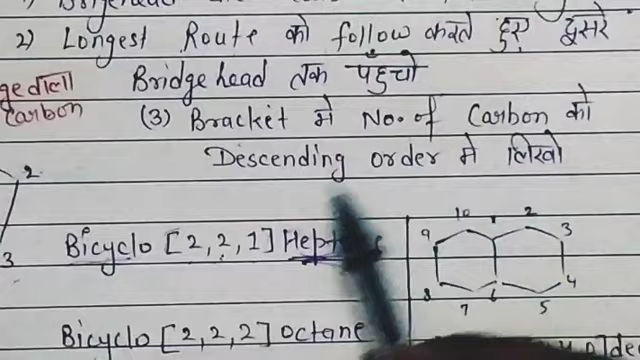 2) Longest Route को follow करते हुए दूसरे
Bridge head तक पहुँचो
Carbon
(3) Bracket मे No. of Carbon को
Descending order मे लिखो
2
3
Bicyclo [2,2,1]
Bicyclo [2,2,2] Octane
10 2
9 3
8 4
7 6 5